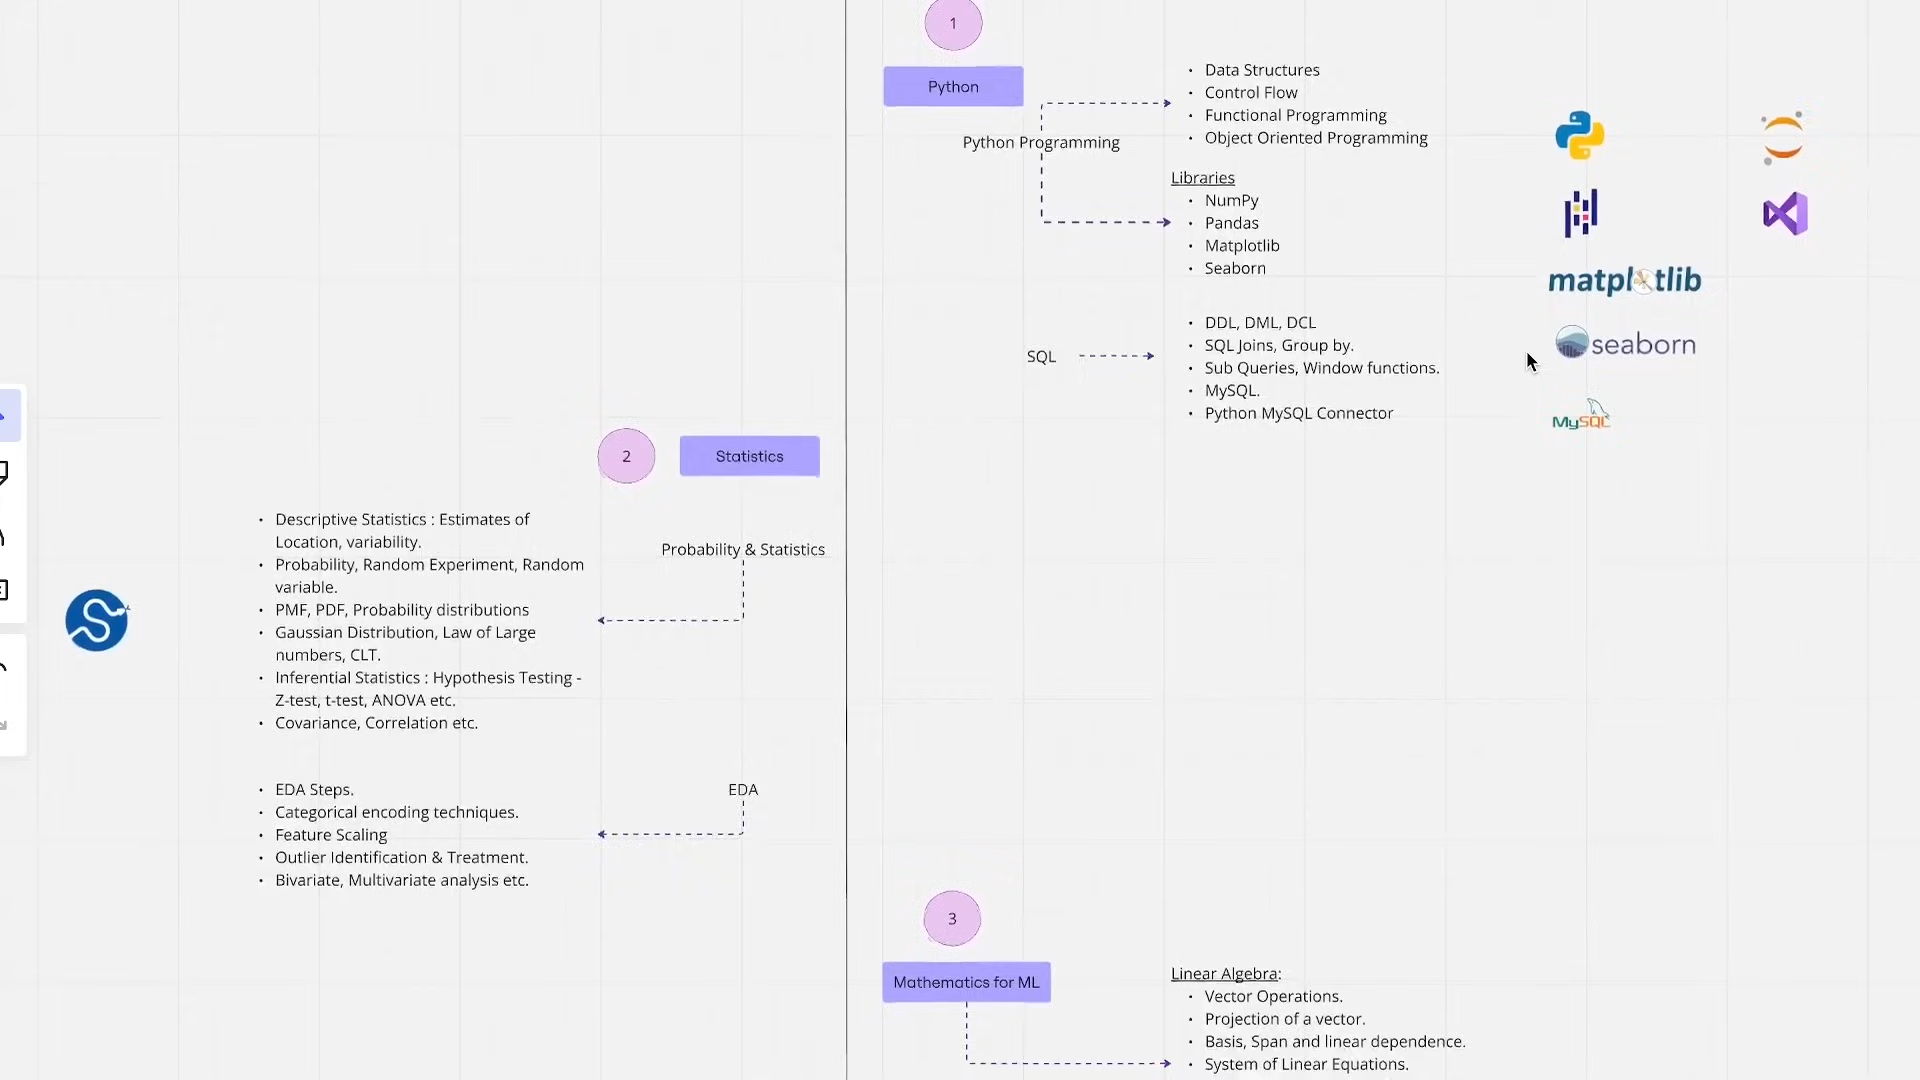 1
Python
Python Programming
• Data Structures
• Control Flow
• Functional Programming
• Object Oriented Programming
Libraries
• NumPy
• Pandas
• Matplotlib
• Seaborn
SQL
• DDL, DML, DCL
• SQL Joins, Group by.
• Sub Queries, Window functions.
• MySQL.
• Python MySQL Connector
matplotlib
seaborn
MySQL
2
Statistics
Probability & Statistics
• Descriptive Statistics : Estimates of
Location, variability.
• Probability, Random Experiment, Random
variable.
• PMF, PDF, Probability distributions
• Gaussian Distribution, Law of Large
numbers, CLT.
• Inferential Statistics : Hypothesis Testing -
Z-test, t-test, ANOVA etc.
• Covariance, Correlation etc.
EDA
• EDA Steps.
• Categorical encoding techniques.
• Feature Scaling
• Outlier Identification & Treatment.
• Bivariate, Multivariate analysis etc.
3
Mathematics for ML
Linear Algebra:
• Vector Operations.
• Projection of a vector.
• Basis, Span and linear dependence.
• System of Linear Equations.